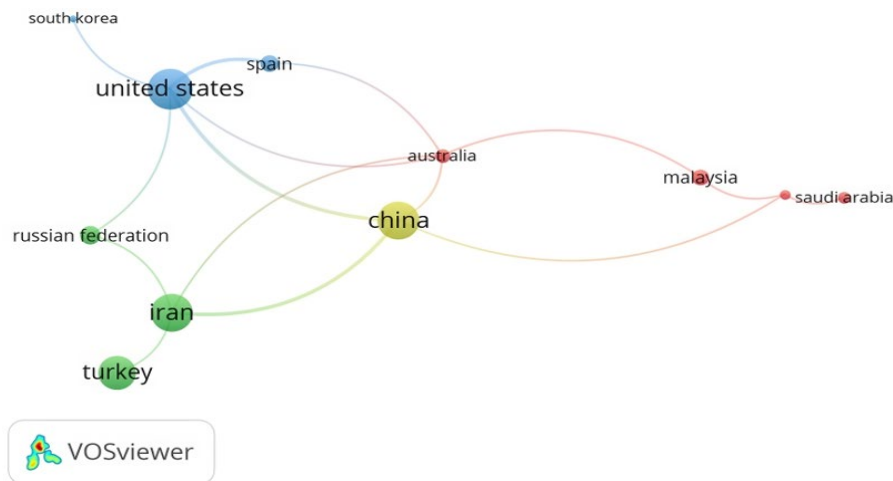 south korea
spain
united states
australia
malaysia
saudi arabia
china
russian federation
iran
turkey
VOSviewer